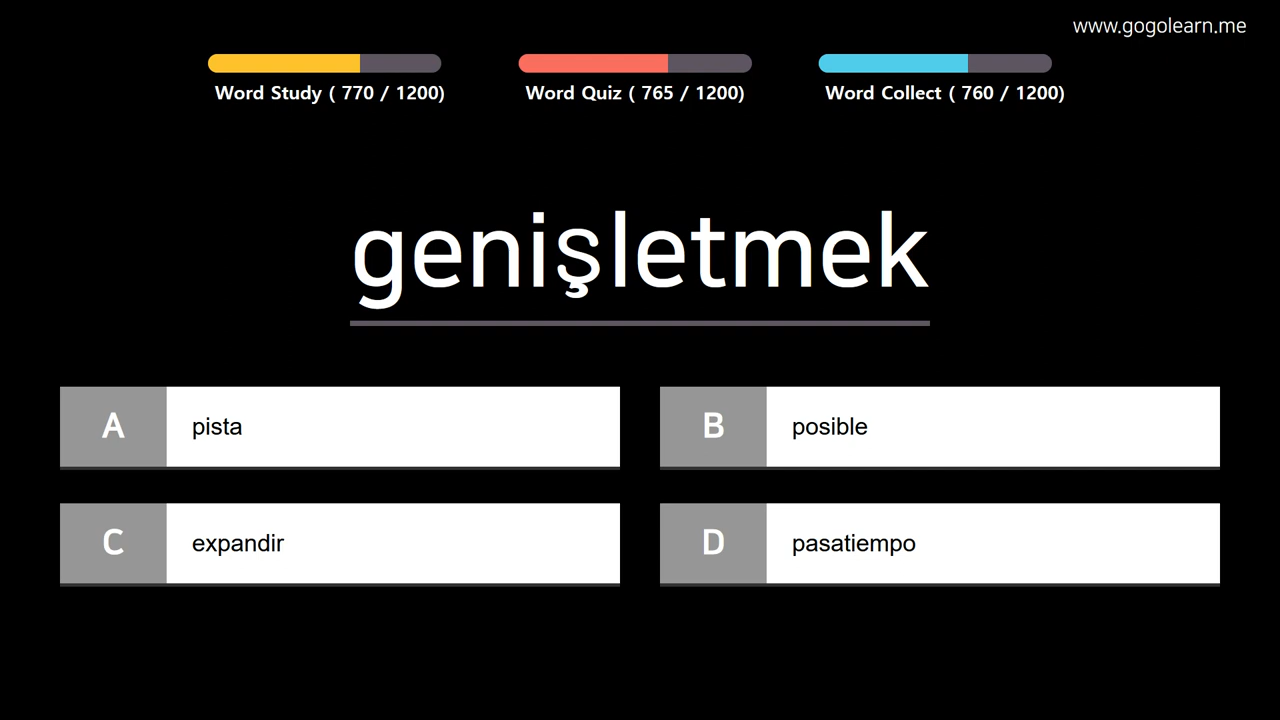 www.gogolearn.me
Word Study ( 770 / 1200)
Word Quiz ( 765 / 1200)
Word Collect ( 760 / 1200)
genişletmek
A pista
B posible
C expandir
D pasatiempo